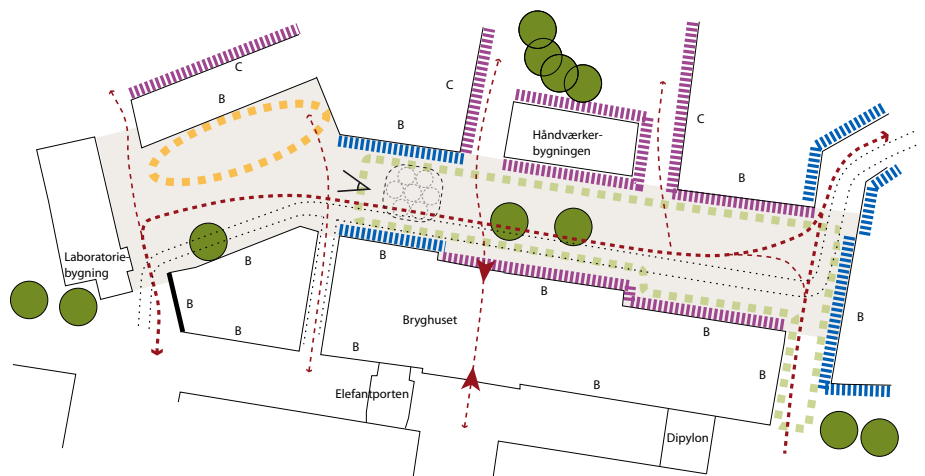 C
B
C
B
Håndværker-
bygningen
C
B
Laboratorie-
bygning
B
B
B
B
B
Bryghuset
B
B
B
B
B
Elefantporten
B
Dipylon